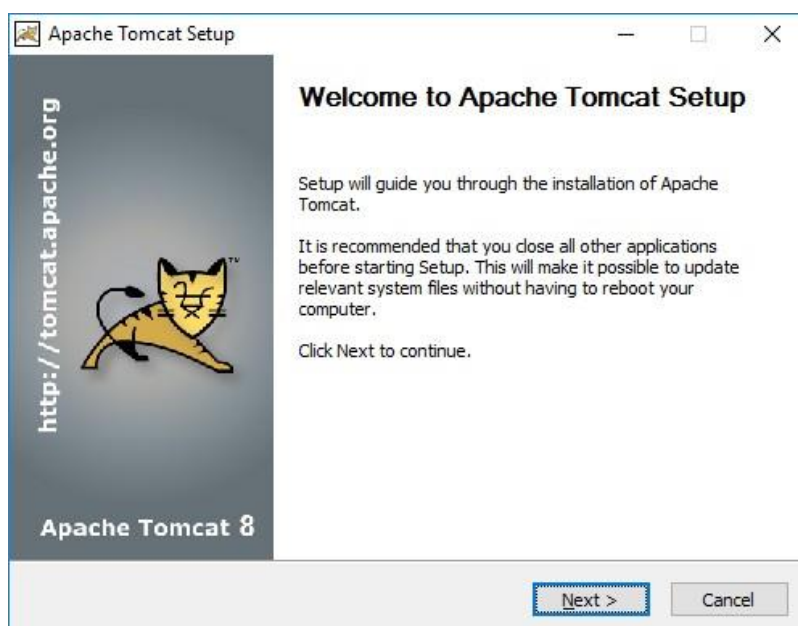 Apache Tomcat Setup
http://tomcat.apache.org
Apache Tomcat 8
Welcome to Apache Tomcat Setup
Setup will guide you through the installation of Apache
Tomcat.
It is recommended that you close all other applications
before starting Setup. This will make it possible to update
relevant system files without having to reboot your
computer.
Click Next to continue.
TM
Next >
Cancel